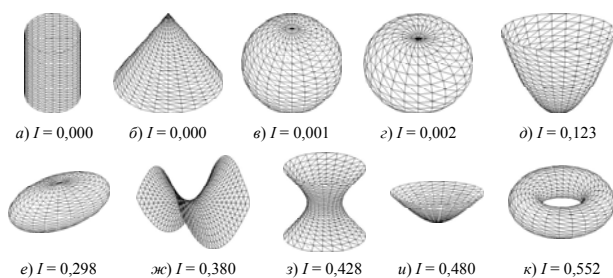 а) I = 0,000 б) I = 0,000 в) I = 0,001 г) I = 0,002 д) I = 0,123
е) I = 0,298 ж) I = 0,380 з) I = 0,428 и) I = 0,480 к) I = 0,552